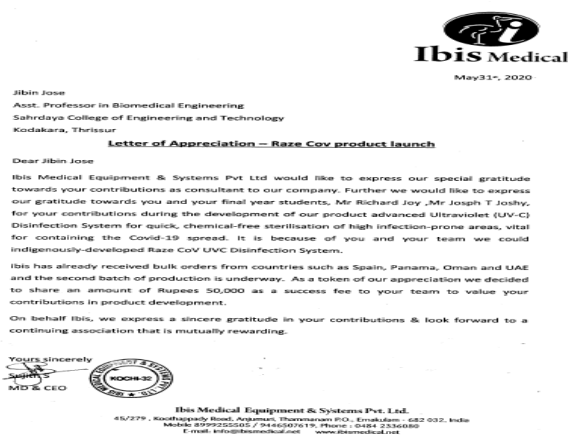 Ibis Medical
May31st, 2020
Jibin Jose
Asst. Professor in Biomedical Engineering
Sahrdaya College of Engineering and Technology
Kodakara, Thrissur
Letter of Appreciation – Raze Cov product launch
Dear Jibin Jose
Ibis Medical Equipment & Systems Pvt Ltd would like to express our special gratitude
towards your contributions as consultant to our company. Further we would like to express
our gratitude towards you and your final year students, Mr Richard Joy ,Mr Josph T Joshy,
for your contributions during the development of our product advanced Ultraviolet (UV-C)
Disinfection System for quick, chemical-free sterilisation of high infection-prone areas, vital
for containing the Covid-19 spread. It is because of you and your team we could
indigenously-developed Raze CoV UVC Disinfection System.
Ibis has already received bulk orders from countries such as Spain, Panama, Oman and UAE
and the second batch of production is underway. As a token of our appreciation we decided
to share an amount of Rupees 50,000 as a success fee to your team to value your
contributions in product development.
On behalf Ibis, we express a sincere gratitude in your contributions & look forward to a
continuing association that is mutually rewarding.
Yours sincerely
Sujith S
MD & CEO
KOCHI-32
Ibis Medical Equipment & Systems Pvt. Ltd.
45/279 , Koothappady Road, Anjumuri, Thammanam P.O., Ernakulam - 682 032, India
Mobile 8999255505 / 9446507619, Phone : 0484 2336080
E-mail: info@ibismedical.net www.ibismedical.net